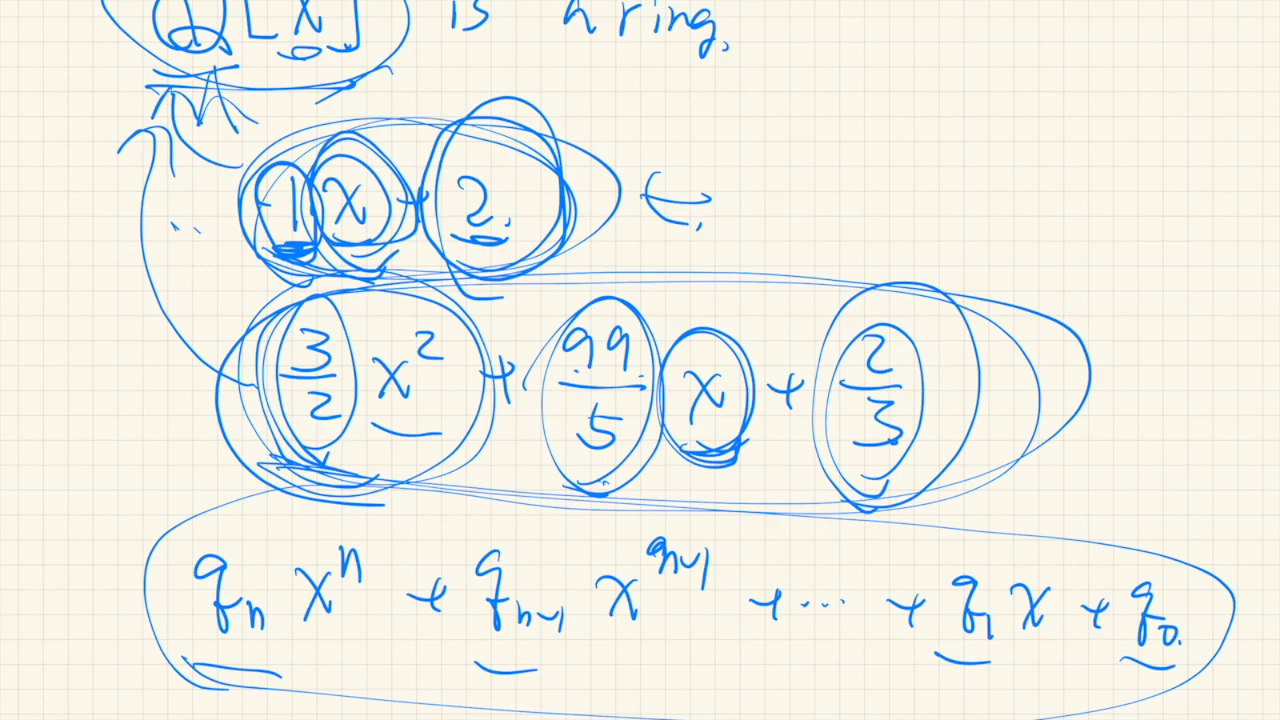 Q[x] is a ring.
1x + 2.
3/2 x² + 99/5 x + 2/3
qₙ xⁿ + qₙ₋₁ xⁿ⁻¹ + ... + q₁ x + q₀.